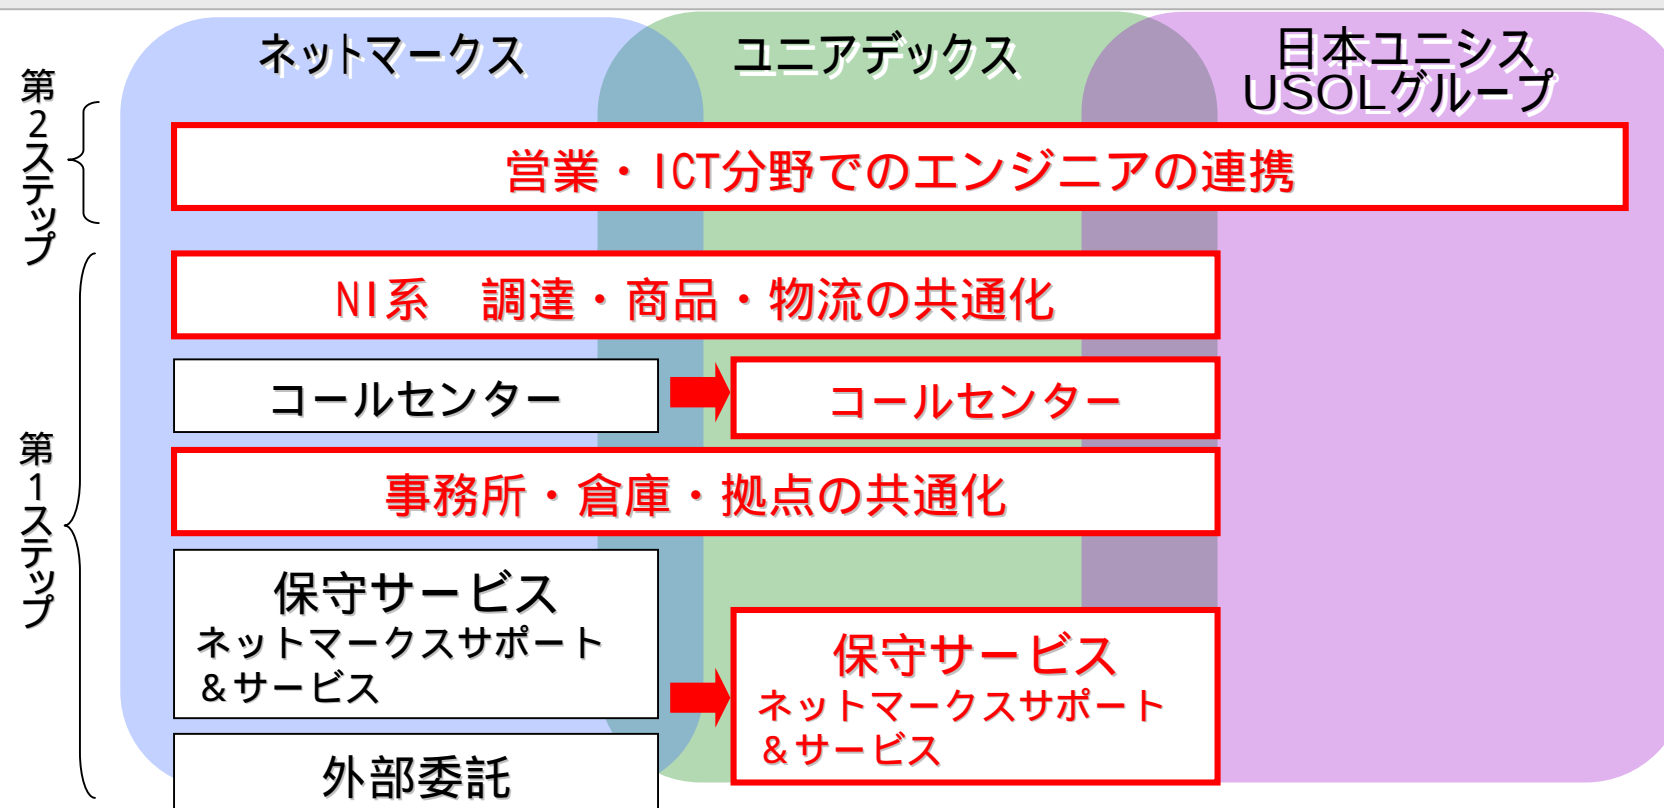 ネットマークス
ユニアデックス
日本ユニシス
USOLグループ
第2ステップ
営業・ICT分野でのエンジニアの連携
第1ステップ
NI系　調達・商品・物流の共通化
コールセンター
コールセンター
事務所・倉庫・拠点の共通化
保守サービス
ネットマークスサポート
＆サービス
保守サービス
ネットマークスサポート
＆サービス
外部委託